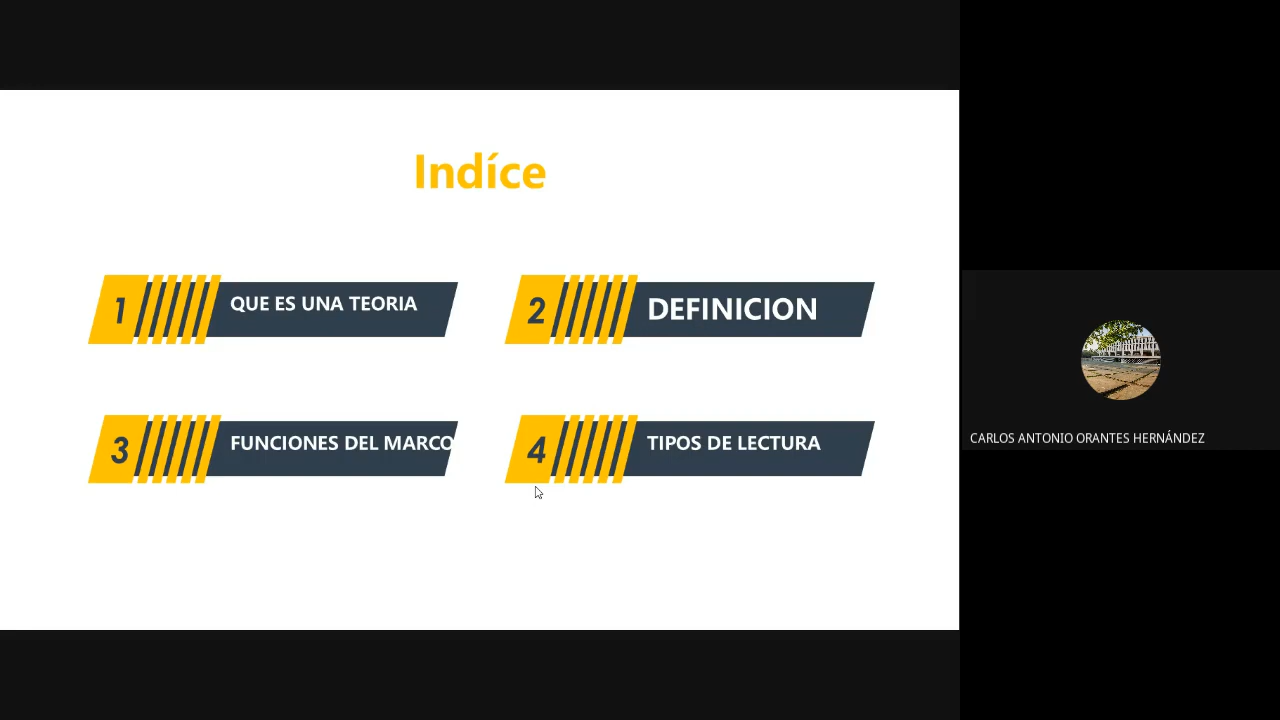 Indíce
1 QUE ES UNA TEORIA
2 DEFINICION
3 FUNCIONES DEL MARCO
4 TIPOS DE LECTURA
CARLOS ANTONIO ORANTES HERNÁNDEZ